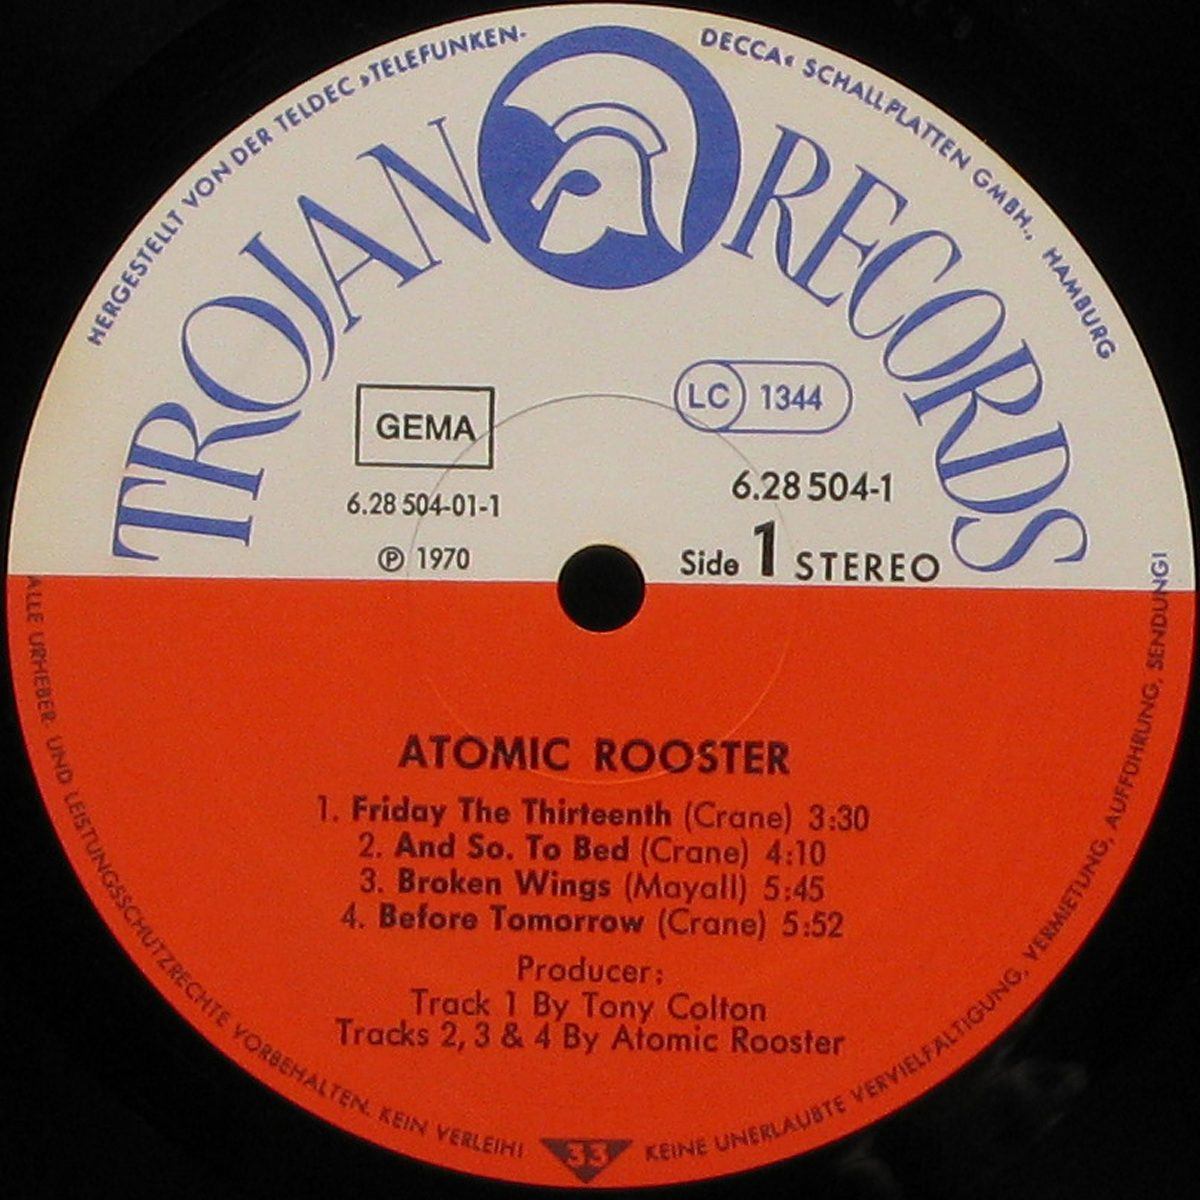 HERGESTELLT VON DER TELDEC »TELEFUNKEN-DECCA« SCHALLPLATTEN GMBH., HAMBURG
TROJAN RECORDS
GEMA
LC 1344
6.28 504-01-1
6.28 504-1
Ⓟ 1970
Side 1 STEREO
ATOMIC ROOSTER
1. Friday The Thirteenth (Crane) 3:30
2. And So. To Bed (Crane) 4:10
3. Broken Wings (Mayall) 5:45
4. Before Tomorrow (Crane) 5:52
Producer:
Track 1 By Tony Colton
Tracks 2, 3 & 4 By Atomic Rooster
ALLE URHEBER- UND LEISTUNGSSCHUTZRECHTE VORBEHALTEN. KEIN VERLEIH!
33
KEINE UNERLAUBTE VERVIELFÄLTIGUNG, VERMIETUNG, AUFFÜHRUNG, SENDUNG!